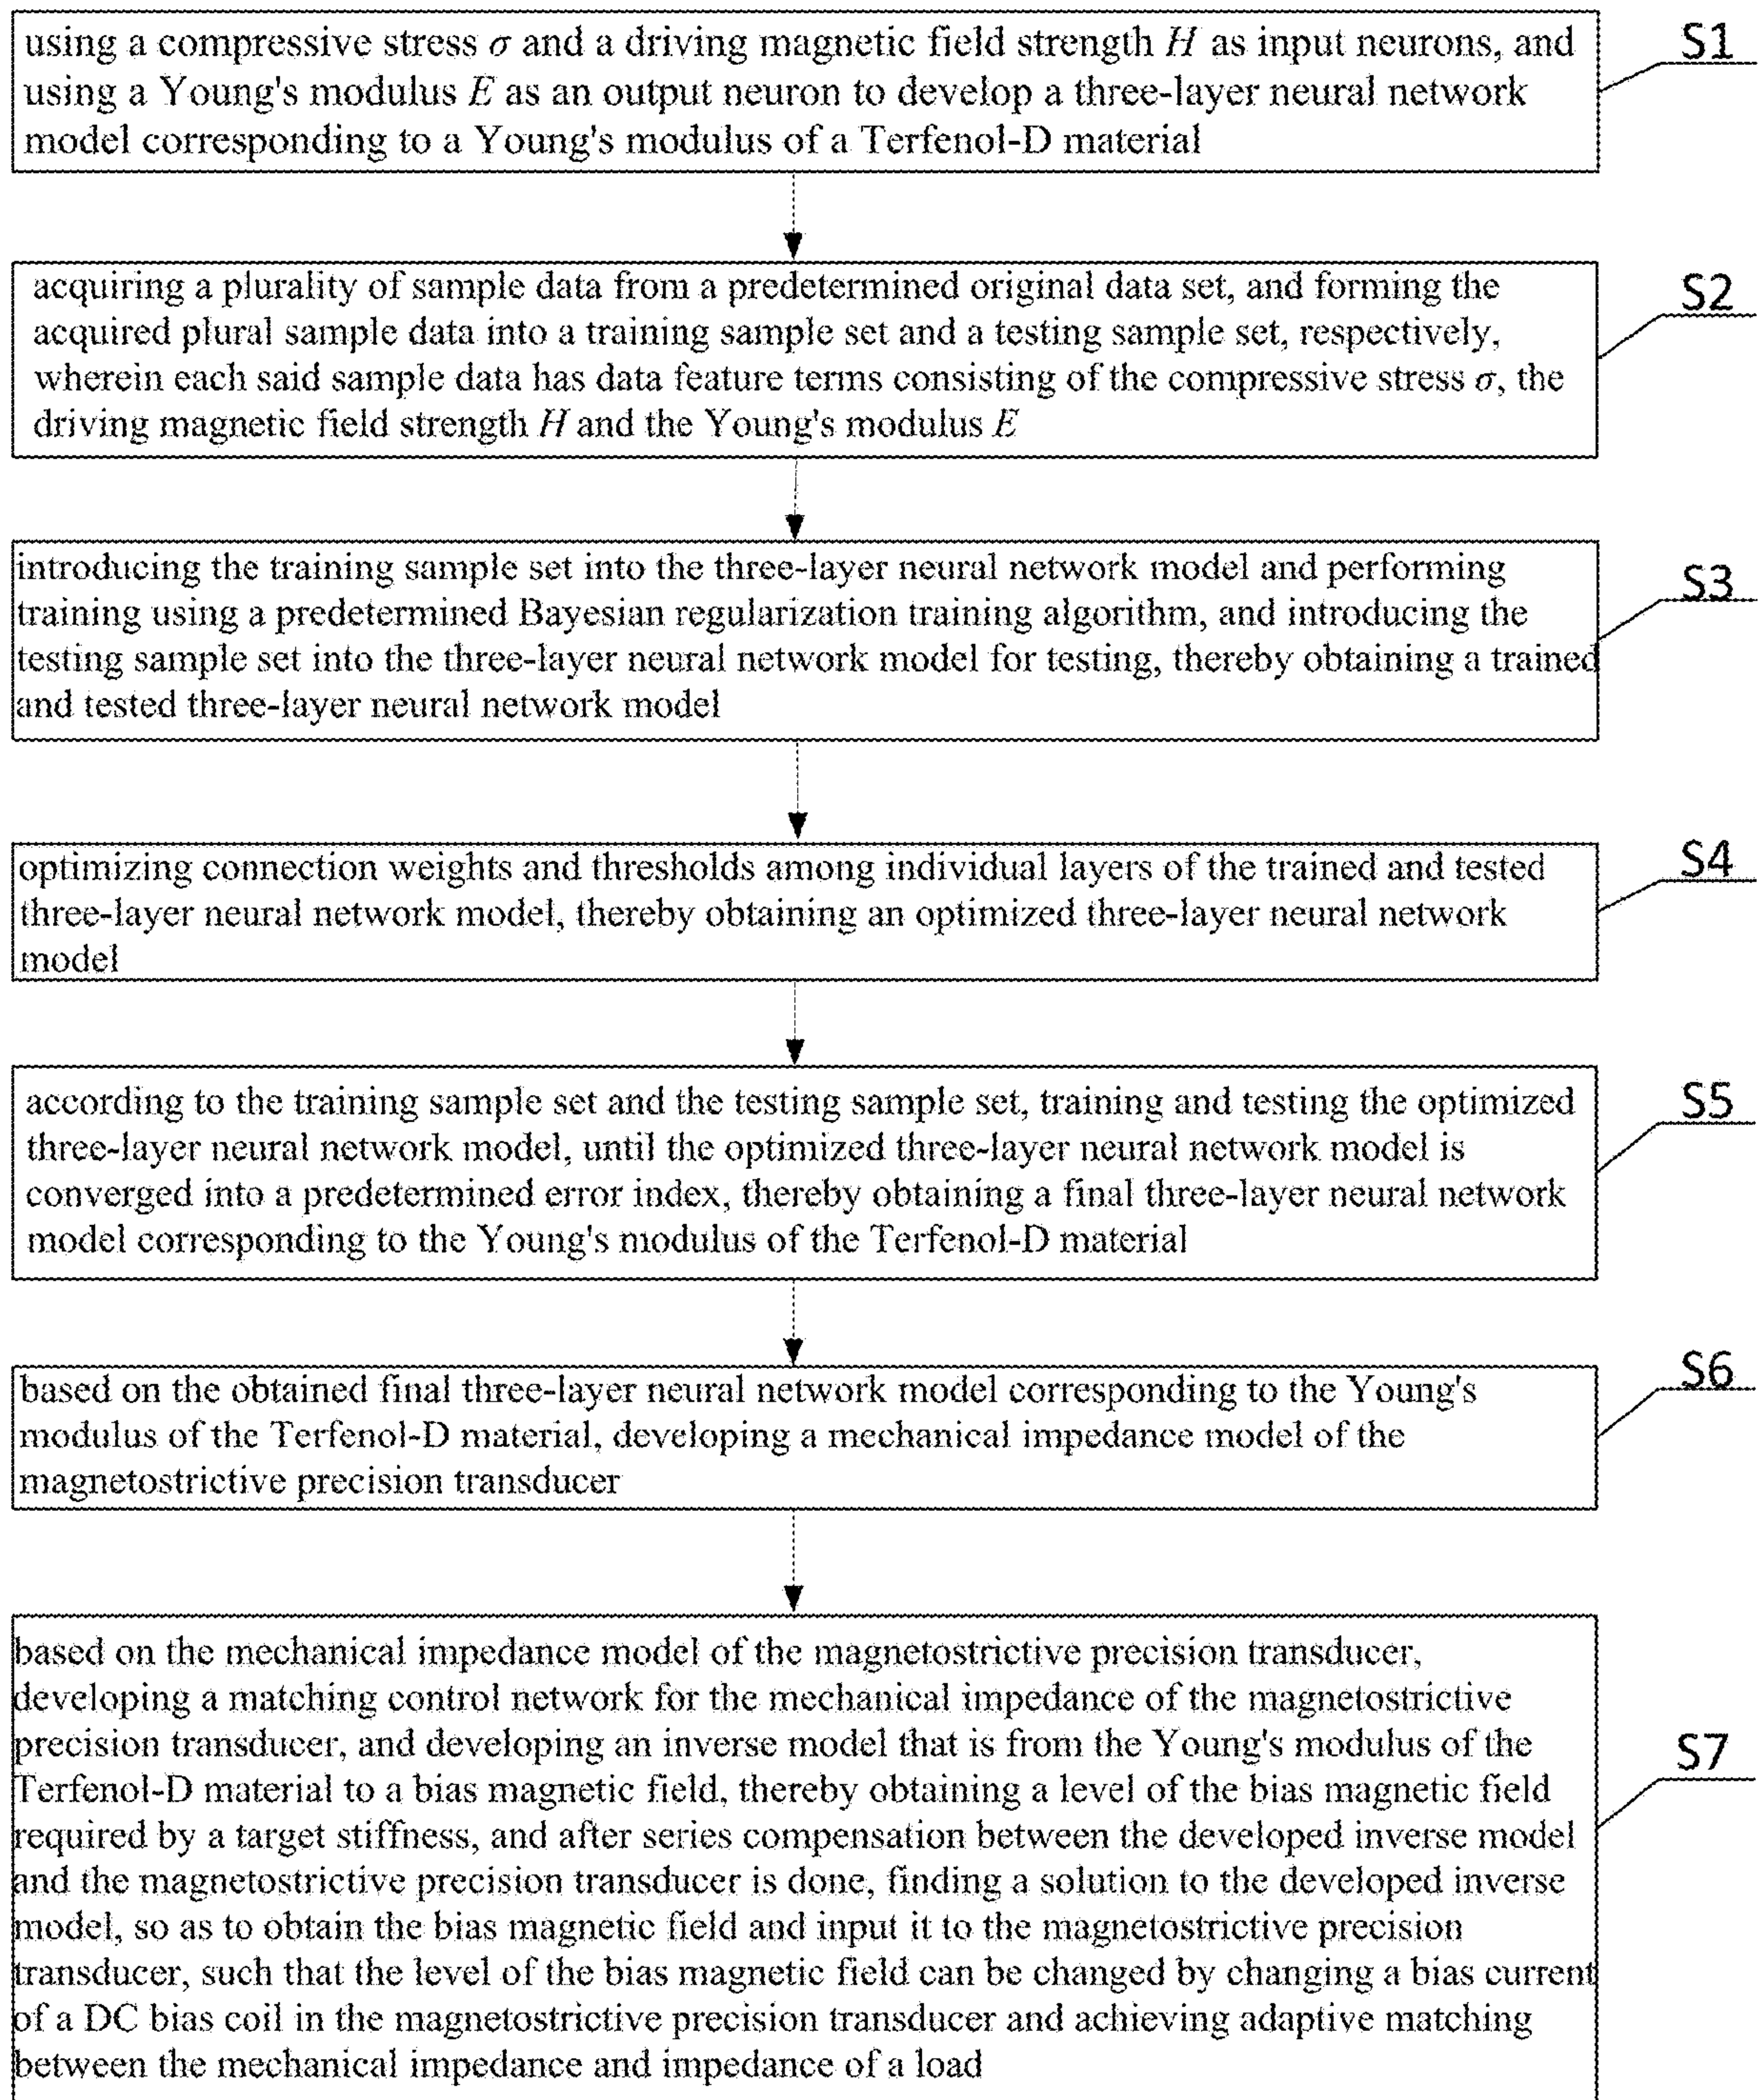 using a compressive stress σ and a driving magnetic field strength H as input neurons, and
using a Young's modulus E as an output neuron to develop a three-layer neural network
model corresponding to a Young's modulus of a Terfenol-D material
S1
acquiring a plurality of sample data from a predetermined original data set, and forming the
acquired plural sample data into a training sample set and a testing sample set, respectively,
wherein each said sample data has data feature terms consisting of the compressive stress σ, the
driving magnetic field strength H and the Young's modulus E
S2
introducing the training sample set into the three-layer neural network model and performing
training using a predetermined Bayesian regularization training algorithm, and introducing the
testing sample set into the three-layer neural network model for testing, thereby obtaining a trained
and tested three-layer neural network model
S3
optimizing connection weights and thresholds among individual layers of the trained and tested
three-layer neural network model, thereby obtaining an optimized three-layer neural network
model
S4
according to the training sample set and the testing sample set, training and testing the optimized
three-layer neural network model, until the optimized three-layer neural network model is
converged into a predetermined error index, thereby obtaining a final three-layer neural network
model corresponding to the Young's modulus of the Terfenol-D material
S5
based on the obtained final three-layer neural network model corresponding to the Young's
modulus of the Terfenol-D material, developing a mechanical impedance model of the
magnetostrictive precision transducer
S6
based on the mechanical impedance model of the magnetostrictive precision transducer,
developing a matching control network for the mechanical impedance of the magnetostrictive
precision transducer, and developing an inverse model that is from the Young's modulus of the
Terfenol-D material to a bias magnetic field, thereby obtaining a level of the bias magnetic field
required by a target stiffness, and after series compensation between the developed inverse model
and the magnetostrictive precision transducer is done, finding a solution to the developed inverse
model, so as to obtain the bias magnetic field and input it to the magnetostrictive precision
transducer, such that the level of the bias magnetic field can be changed by changing a bias current
of a DC bias coil in the magnetostrictive precision transducer and achieving adaptive matching
between the mechanical impedance and impedance of a load
S7